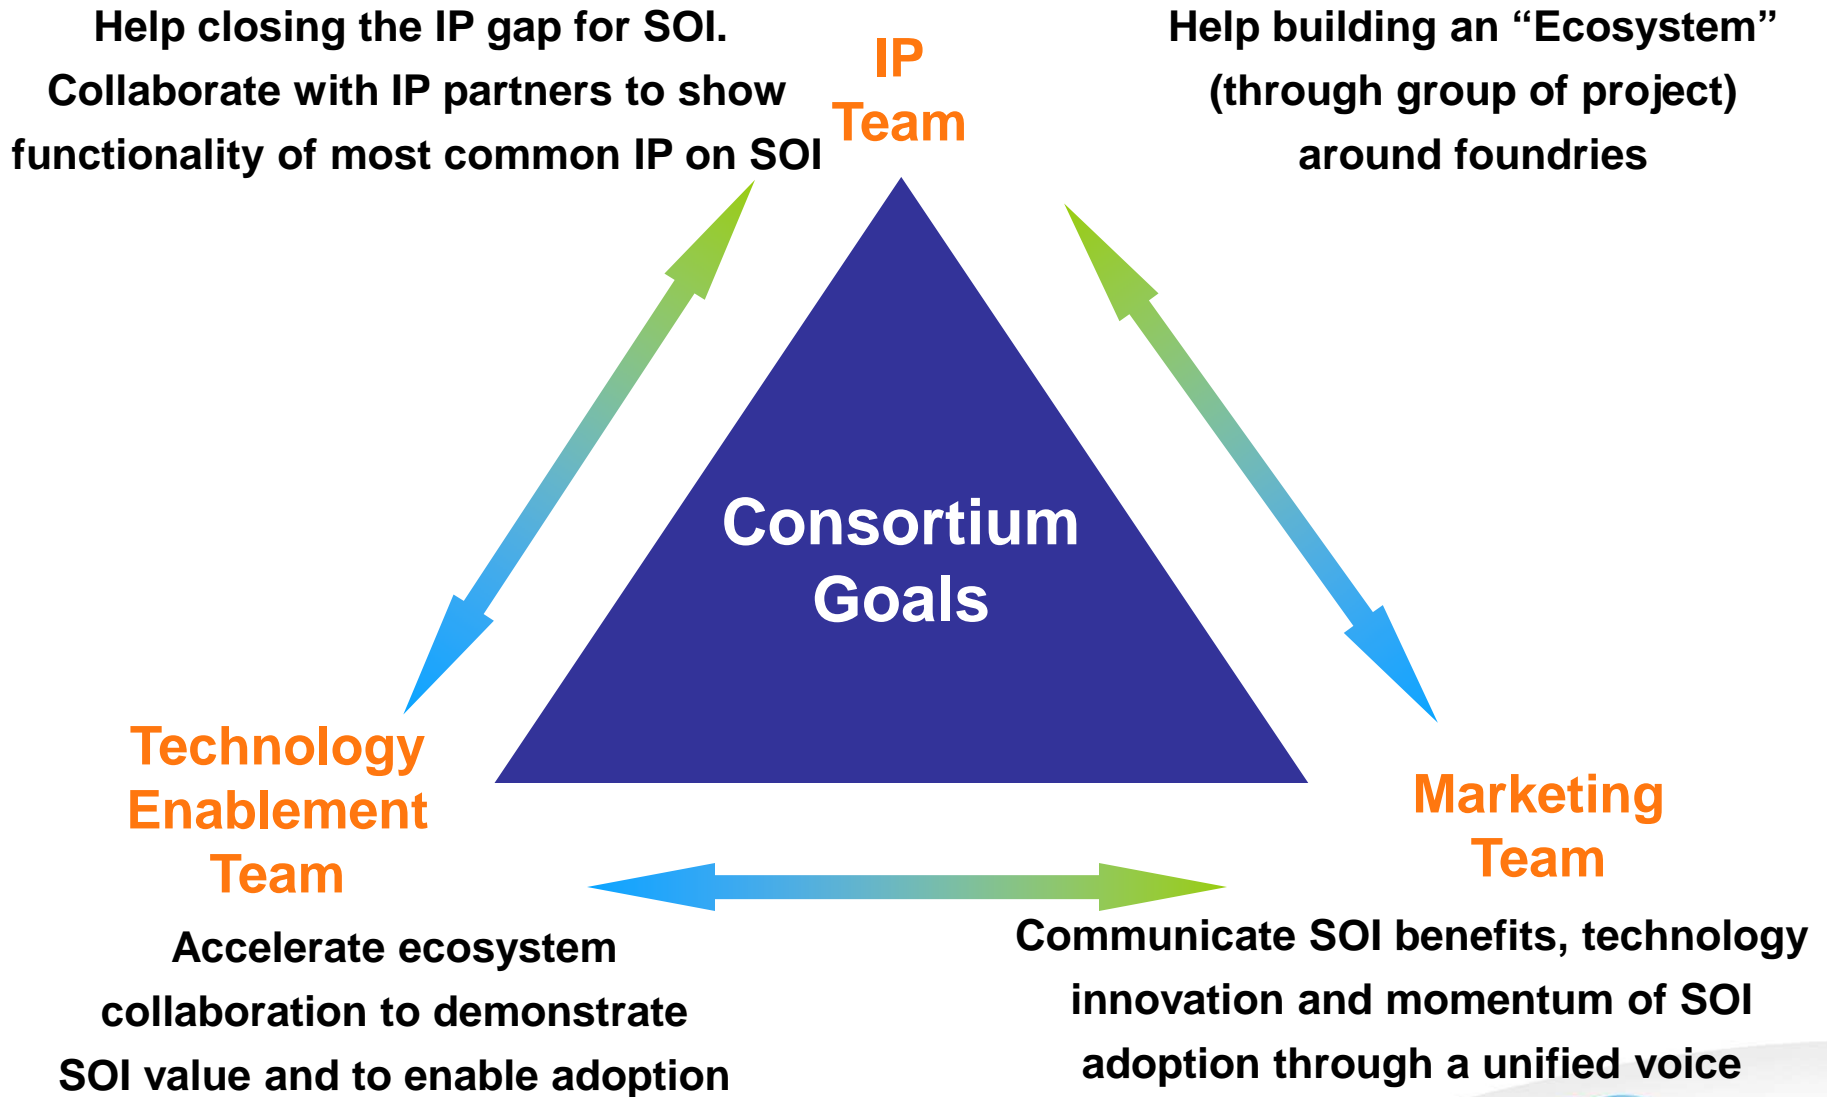 Help closing the IP gap for SOI.
Collaborate with IP partners to show
functionality of most common IP on SOI
IP
Team
Help building an “Ecosystem”
(through group of project)
around foundries
Consortium
Goals
Technology
Enablement
Team
Accelerate ecosystem
collaboration to demonstrate
SOI value and to enable adoption
Marketing
Team
Communicate SOI benefits, technology
innovation and momentum of SOI
adoption through a unified voice